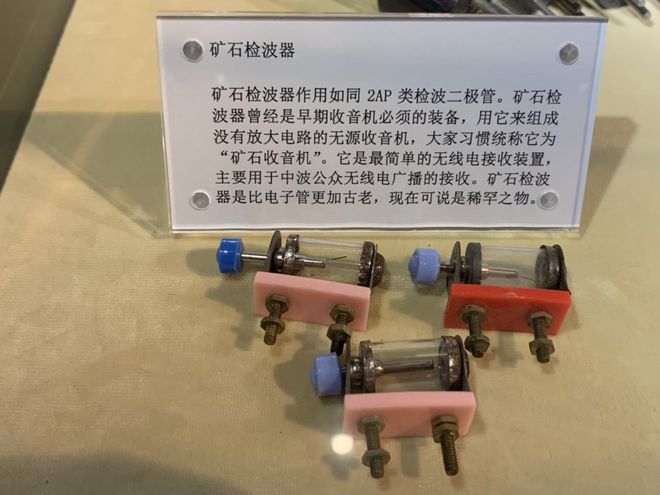 矿石检波器
矿石检波器作用如同 2AP 类检波二极管。矿石检
波器曾经是早期收音机必须的装备，用它来组成
没有放大电路的无源收音机，大家习惯统称它为
“矿石收音机”。它是最简单的无线电接收装置，
主要用于中波公众无线电广播的接收。矿石检波
器是比电子管更加古老，现在可说是稀罕之物。